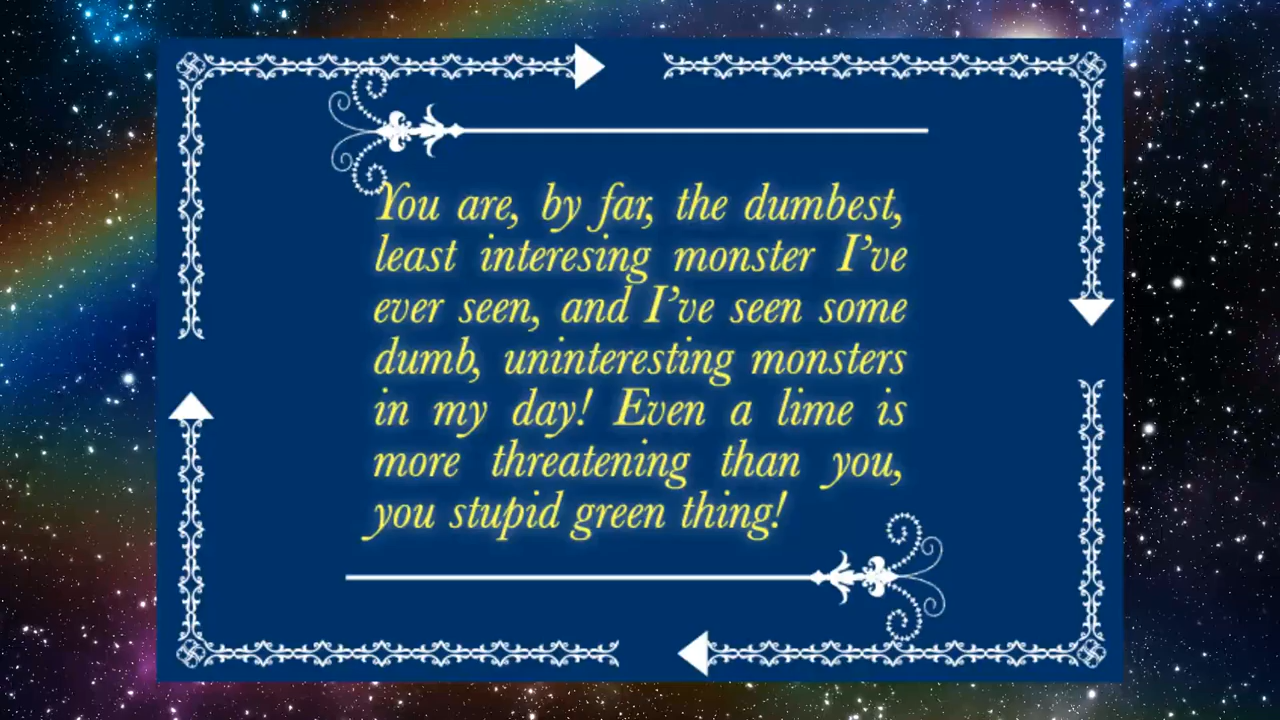 You are, by far, the dumbest,
least interesing monster I've
ever seen, and I've seen some
dumb, uninteresting monsters
in my day! Even a lime is
more threatening than you,
you stupid green thing!